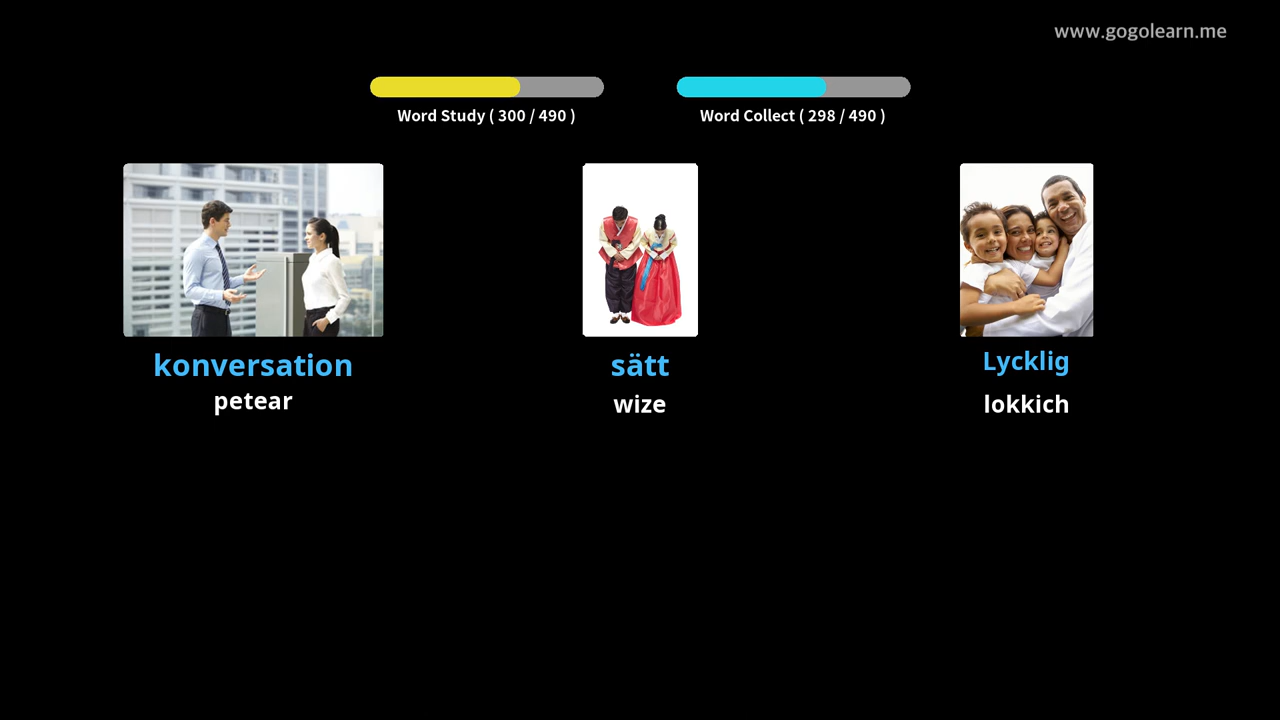 www.gogolearn.me
Word Study ( 300 / 490 )
Word Collect ( 298 / 490 )
konversation
petear
sätt
wize
Lycklig
lokkich